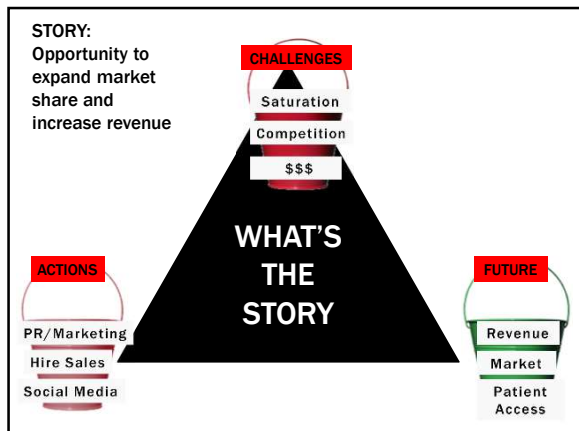 STORY:
Opportunity to
expand market
share and
increase revenue
CHALLENGES
Saturation
Competition
$$$
WHAT'S
THE
STORY
ACTIONS
PR/Marketing
Hire Sales
Social Media
FUTURE
Revenue
Market
Patient
Access